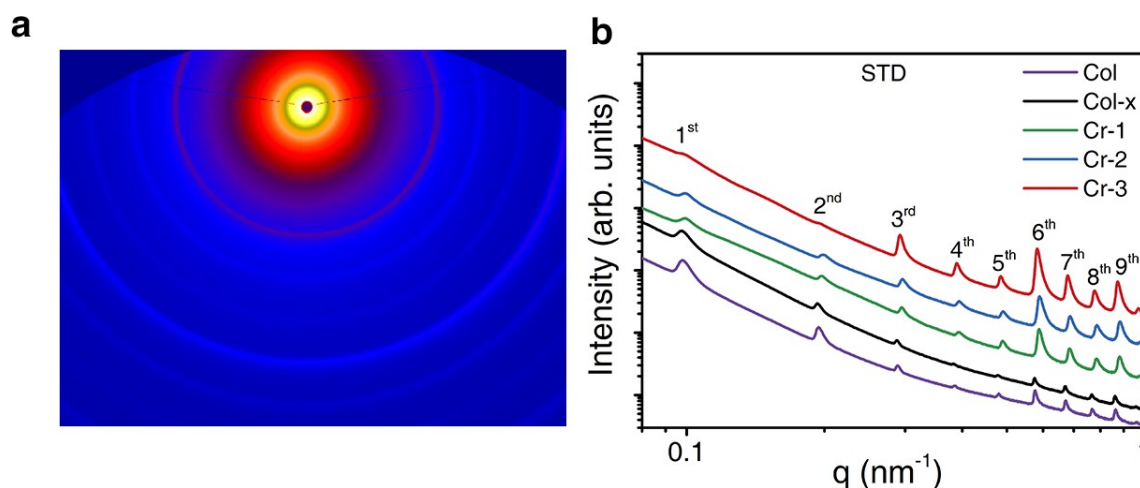 a
b
STD
Col
Col-x
Cr-1
Cr-2
Cr-3
1st
2nd
3rd
4th
5th
6th
7th
8th
9th
Intensity (arb. units)
0.1
1
q (nm-1)